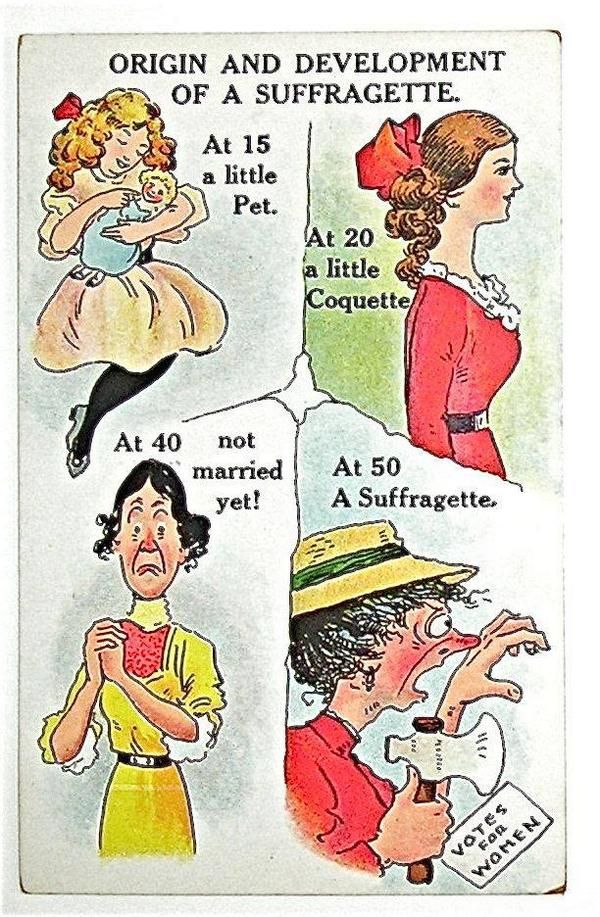 ORIGIN AND DEVELOPMENT
OF A SUFFRAGETTE.
At 15
a little
Pet.
At 20
a little
Coquette
At 40 not
married
yet!
At 50
A Suffragette.
VOTES
FOR
WOMEN